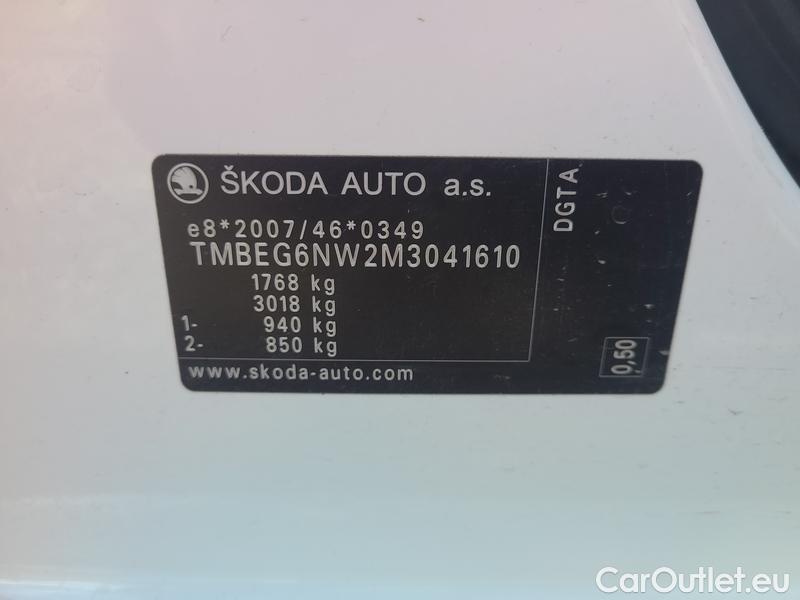 ŠKODA AUTO a.s.
e8*2007/46*0349
TMBEG6NW2M3041610
1768 kg
3018 kg
1- 940 kg
2- 850 kg
www.skoda-auto.com
DGTA
0,50
CarOutlet.eu